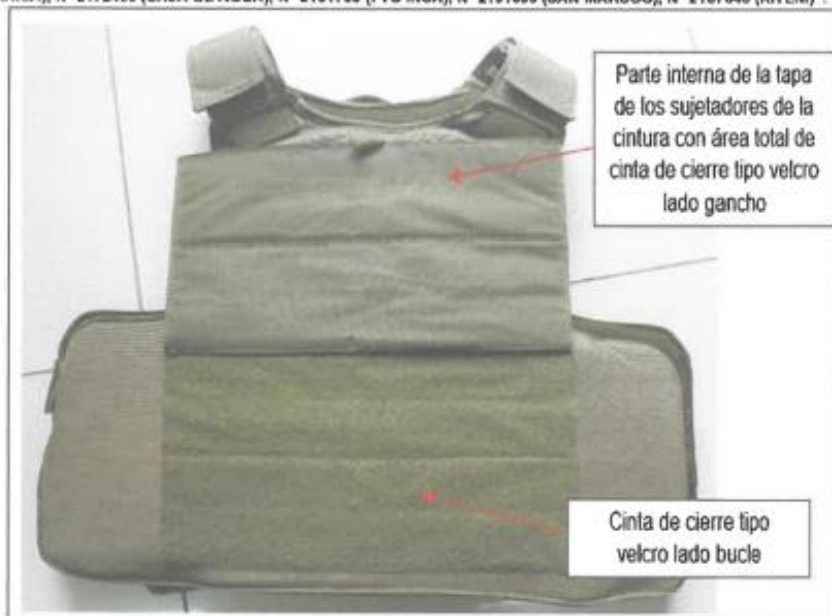 Parte interna de la tapa
de los sujetadores de la
cintura con área total de
cinta de cierre tipo velcro
lado gancho
Cinta de cierre tipo
velcro lado bucle